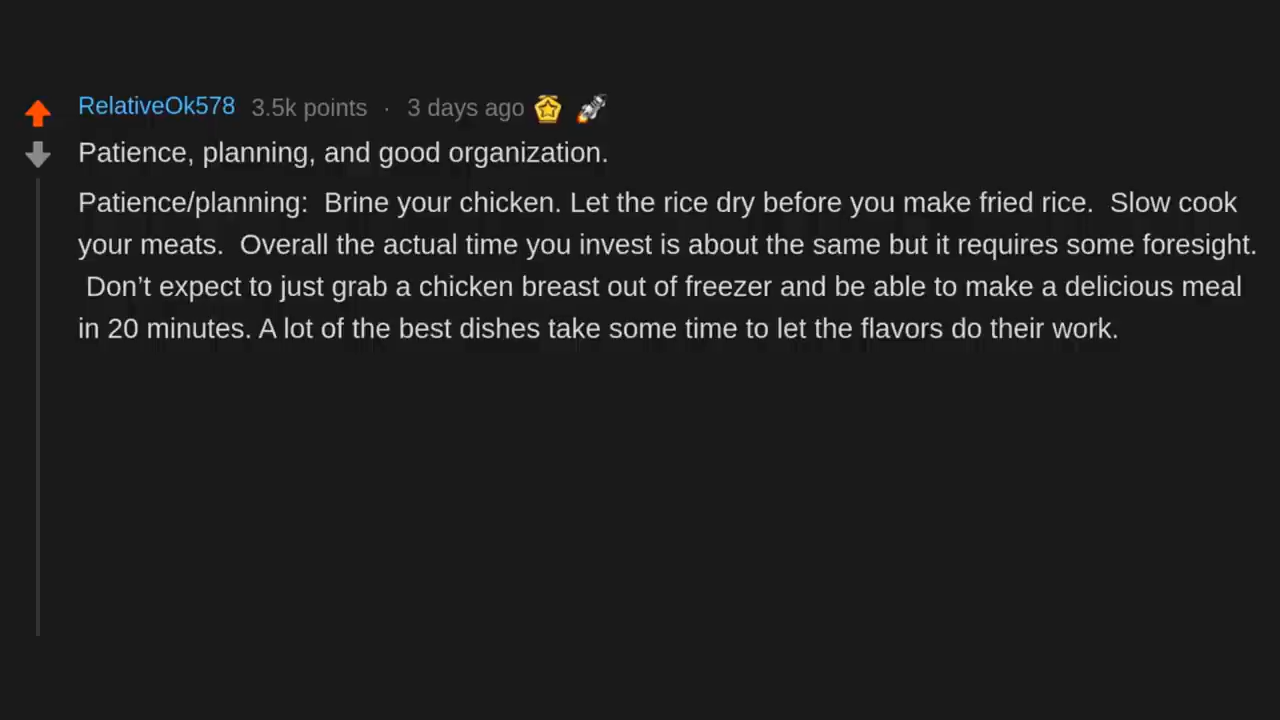 RelativeOk578 3.5k points · 3 days ago
Patience, planning, and good organization.
Patience/planning:  Brine your chicken. Let the rice dry before you make fried rice.  Slow cook
your meats.  Overall the actual time you invest is about the same but it requires some foresight.
Don’t expect to just grab a chicken breast out of freezer and be able to make a delicious meal
in 20 minutes. A lot of the best dishes take some time to let the flavors do their work.